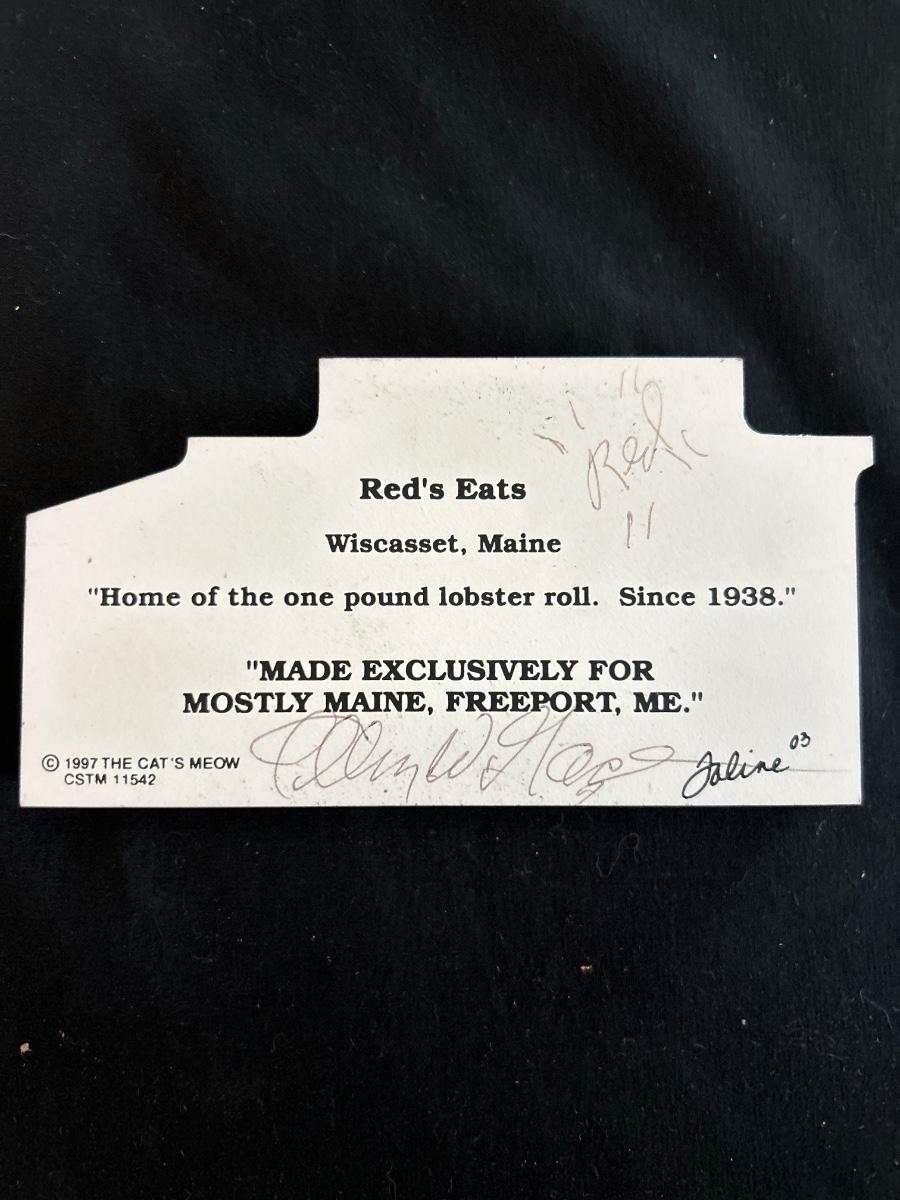 "Red"
Red's Eats
Wiscasset, Maine
"Home of the one pound lobster roll.  Since 1938."
"MADE EXCLUSIVELY FOR
MOSTLY MAINE, FREEPORT, ME."
© 1997 THE CAT'S MEOW
CSTM 11542
Faline 03